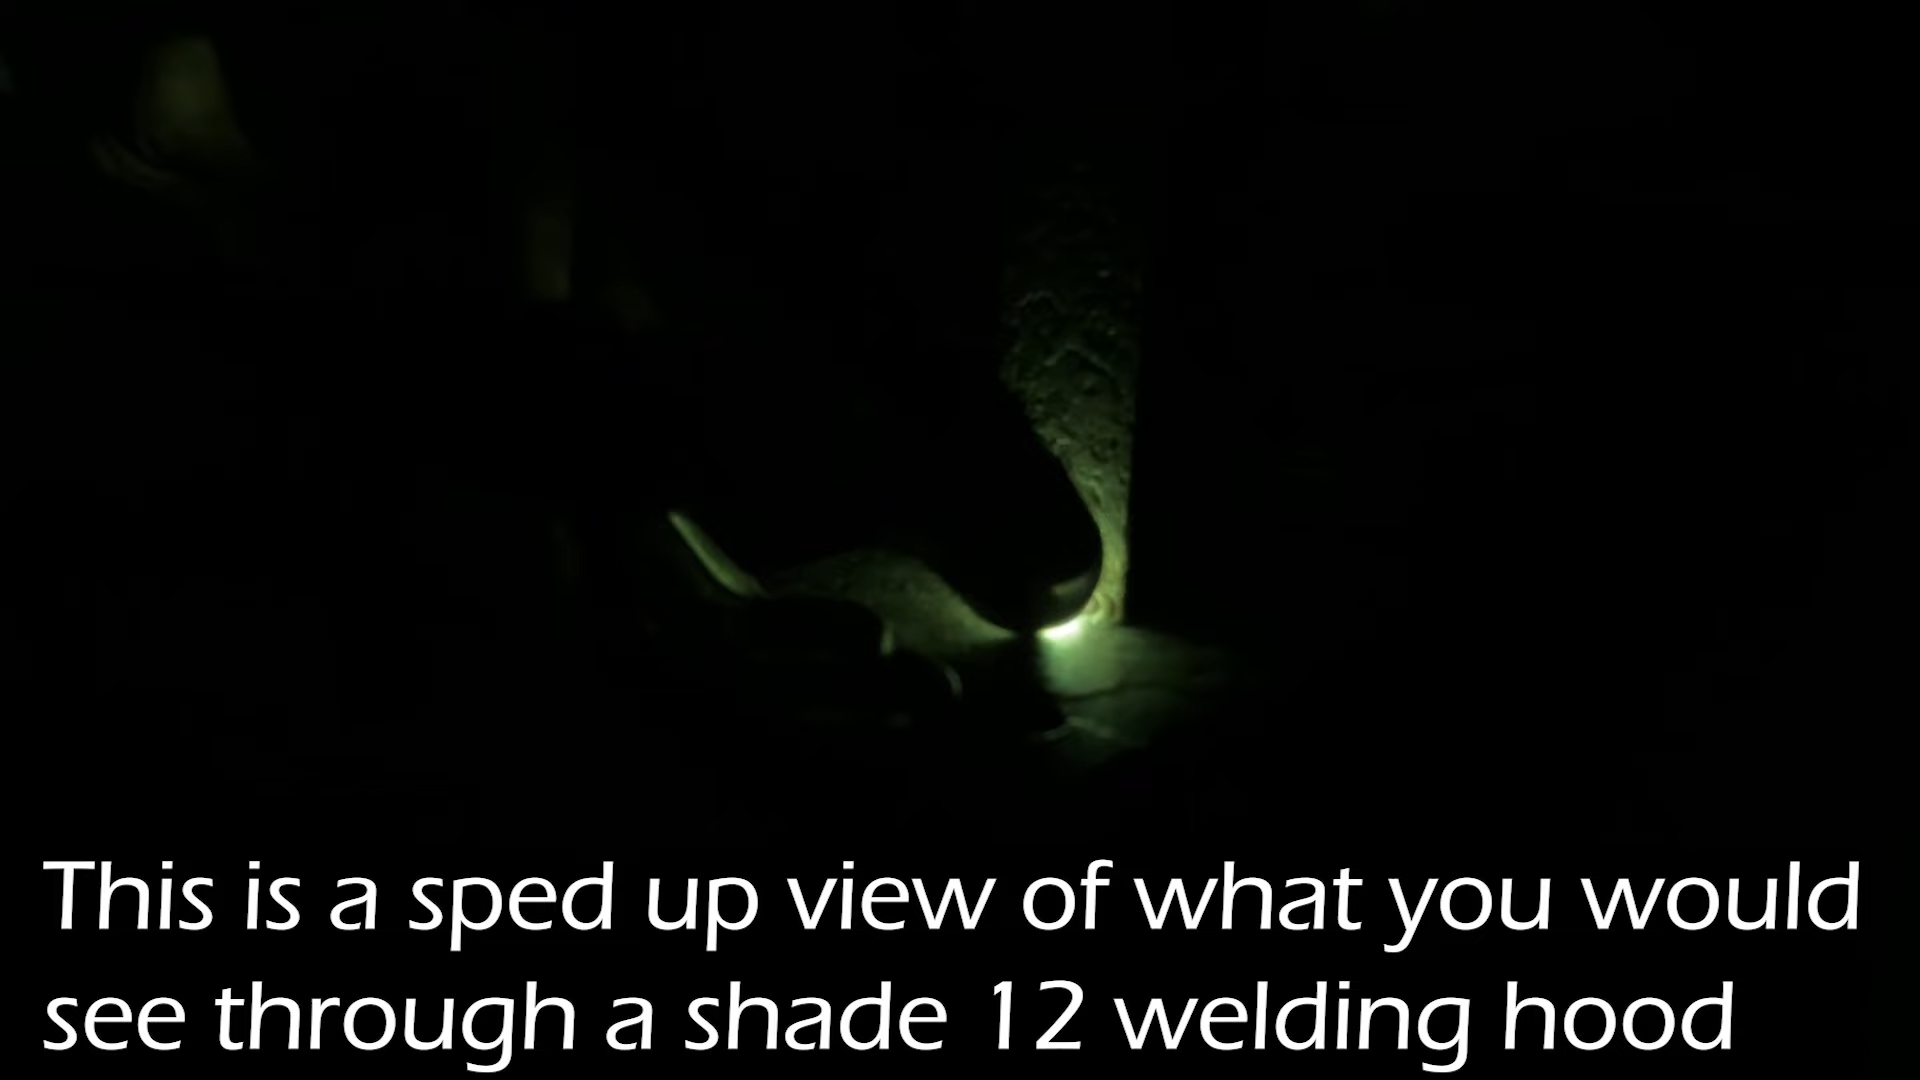 This is a sped up view of what you would
see through a shade 12 welding hood